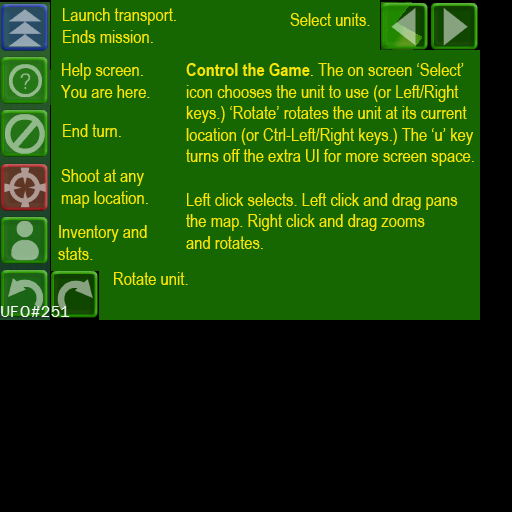 Launch transport.
Ends mission.
Select units.
Help screen.
You are here.
End turn.
Shoot at any
map location.
Inventory and
stats.
Control the Game. The on screen ‘Select’
icon chooses the unit to use (or Left/Right
keys.) ‘Rotate’ rotates the unit at its current
location (or Ctrl-Left/Right keys.) The ‘u’ key
turns off the extra UI for more screen space.
Left click selects. Left click and drag pans
the map. Right click and drag zooms
and rotates.
Rotate unit.
?
UFO#251